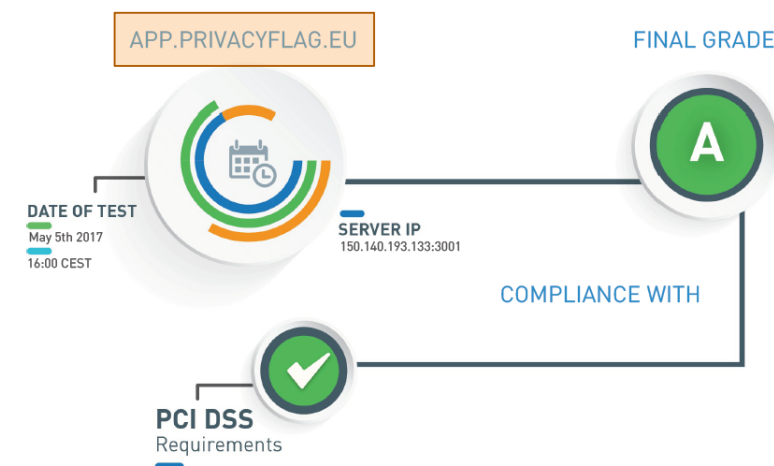 APP.PRIVACYFLAG.EU
FINAL GRADE
A
DATE OF TEST
May 5th 2017
16:00 CEST
SERVER IP
150.140.193.133:3001
COMPLIANCE WITH
PCI DSS
Requirements